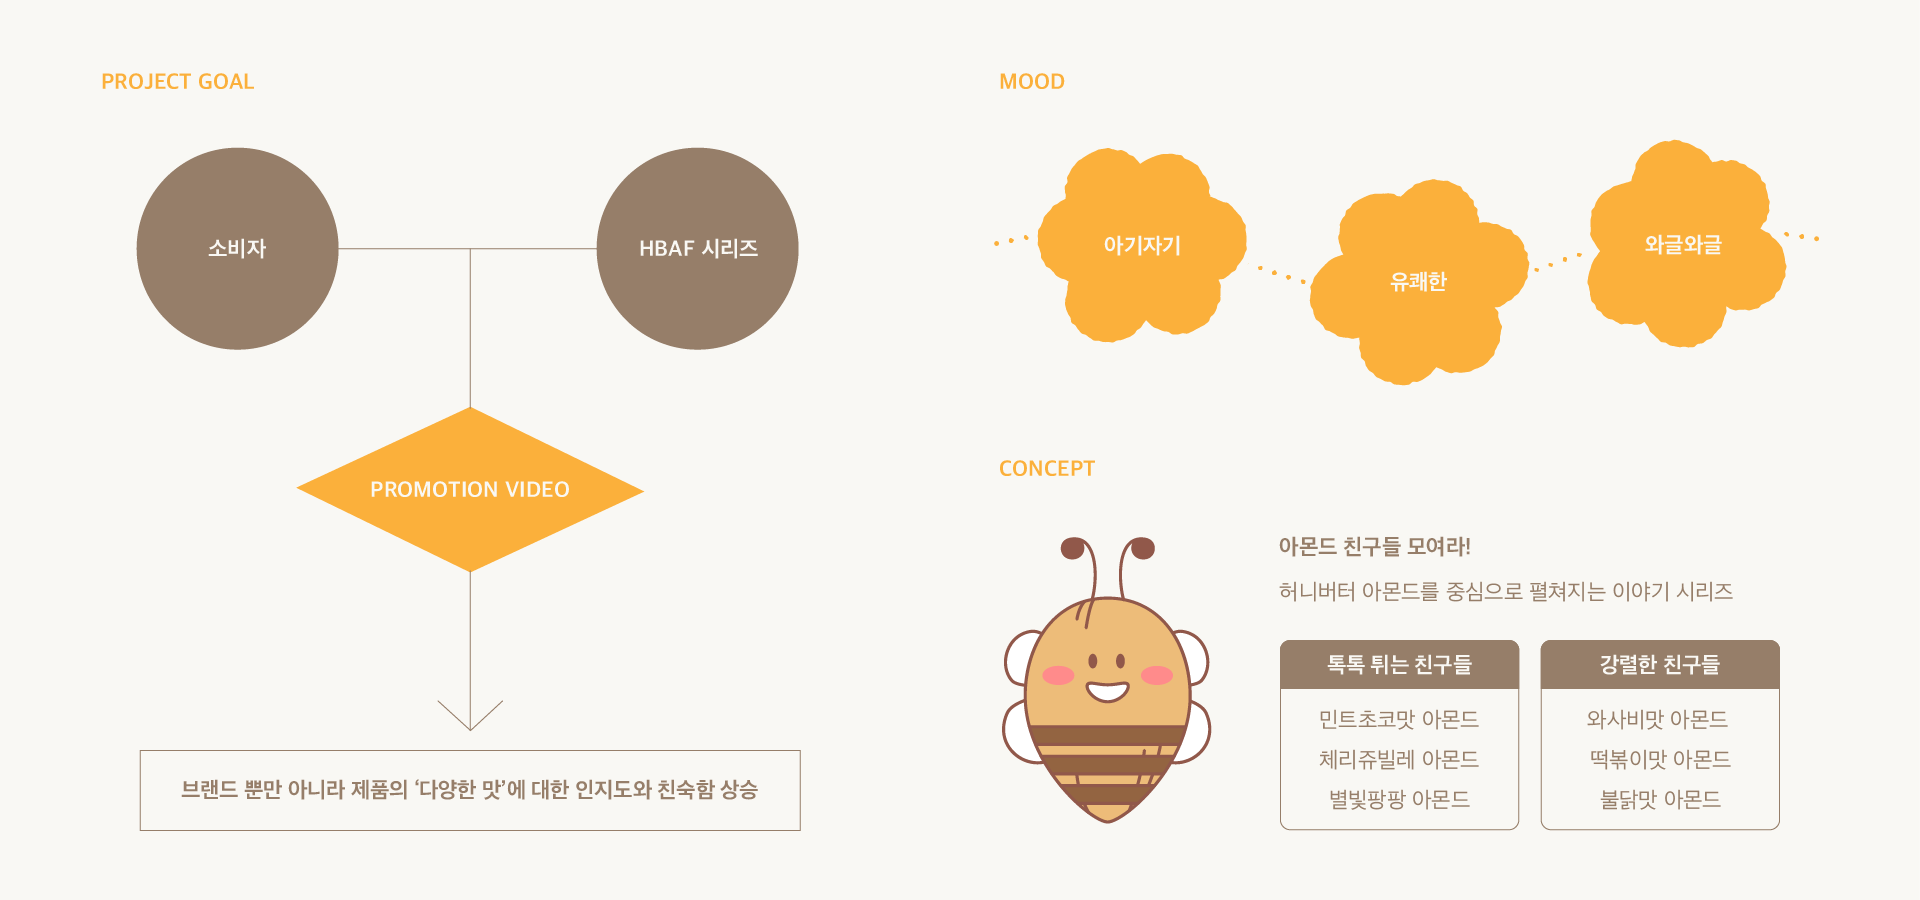 PROJECT GOAL
소비자
HBAF 시리즈
PROMOTION VIDEO
브랜드 뿐만 아니라 제품의 ‘다양한 맛’에 대한 인지도와 친숙함 상승
MOOD
아기자기
유쾌한
와글와글
CONCEPT
아몬드 친구들 모여라!
허니버터 아몬드를 중심으로 펼쳐지는 이야기 시리즈
톡톡 튀는 친구들
민트초코맛 아몬드
체리쥬빌레 아몬드
별빛팡팡 아몬드
강렬한 친구들
와사비맛 아몬드
떡볶이맛 아몬드
불닭맛 아몬드